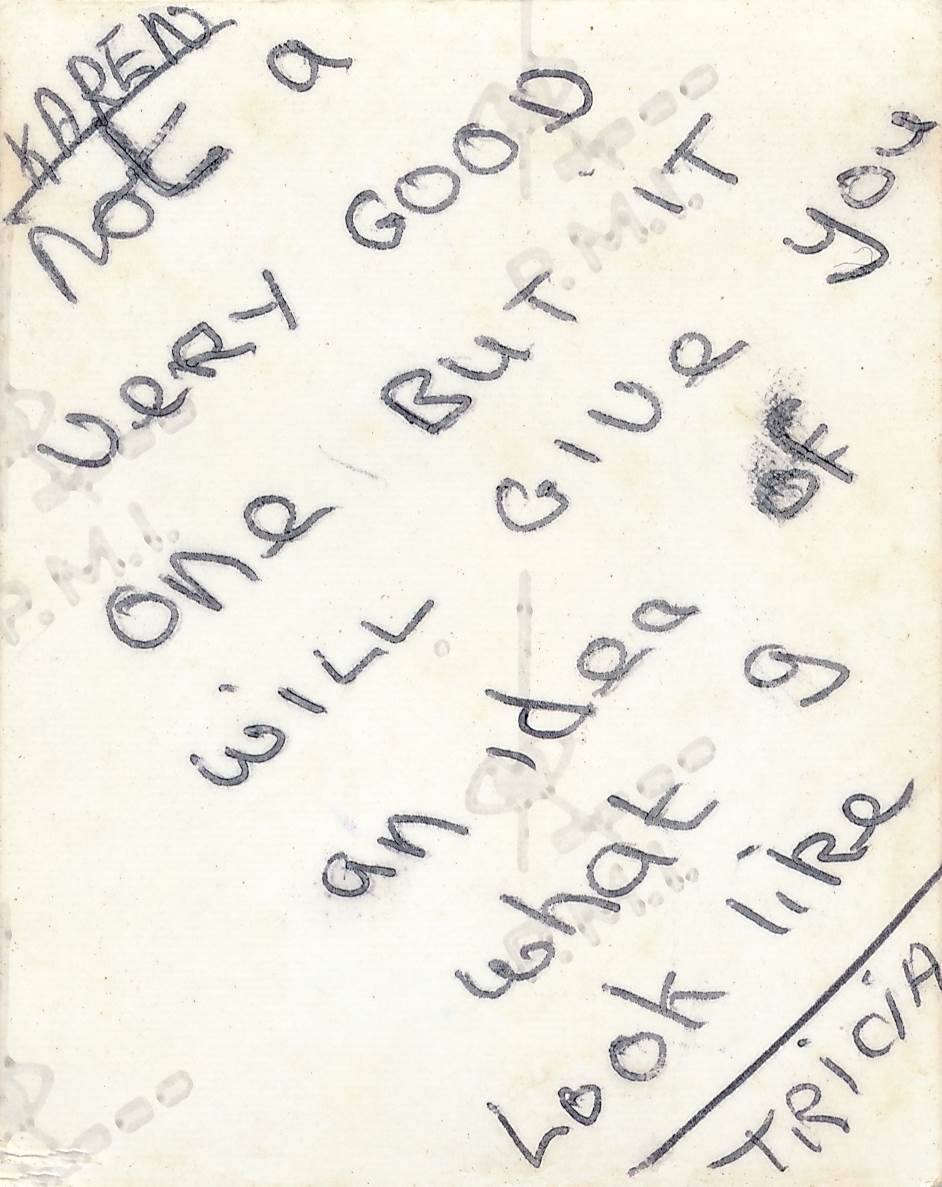 KAREN
Not a
VeRY GOOD
One, BUT IT
WiLL GIVe you
an idea of
what I
Look like
TRiCiA
P.M.I.
P.M.I.
P.M.I.